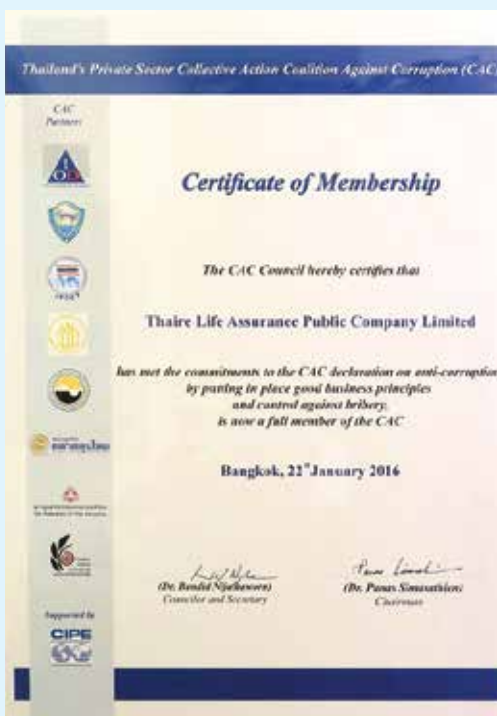 Thailand's Private Sector Collective Action Coalition Against Corruption (CAC
CAC
Partners
IOD
Certificate of Membership
The CAC Council hereby certifies that
Thaire Life Assurance Public Company Limited
has met the commitments to the CAC declaration on anti-corruption
by putting in place good business principles
and control against bribery,
is now a full member of the CAC
Bangkok, 22st January 2016
(Dr. Bandid Nijathaworn)
Councilor and Secretary
(Dr. Panas Simasathien)
Chairman
Supported by
CIPE